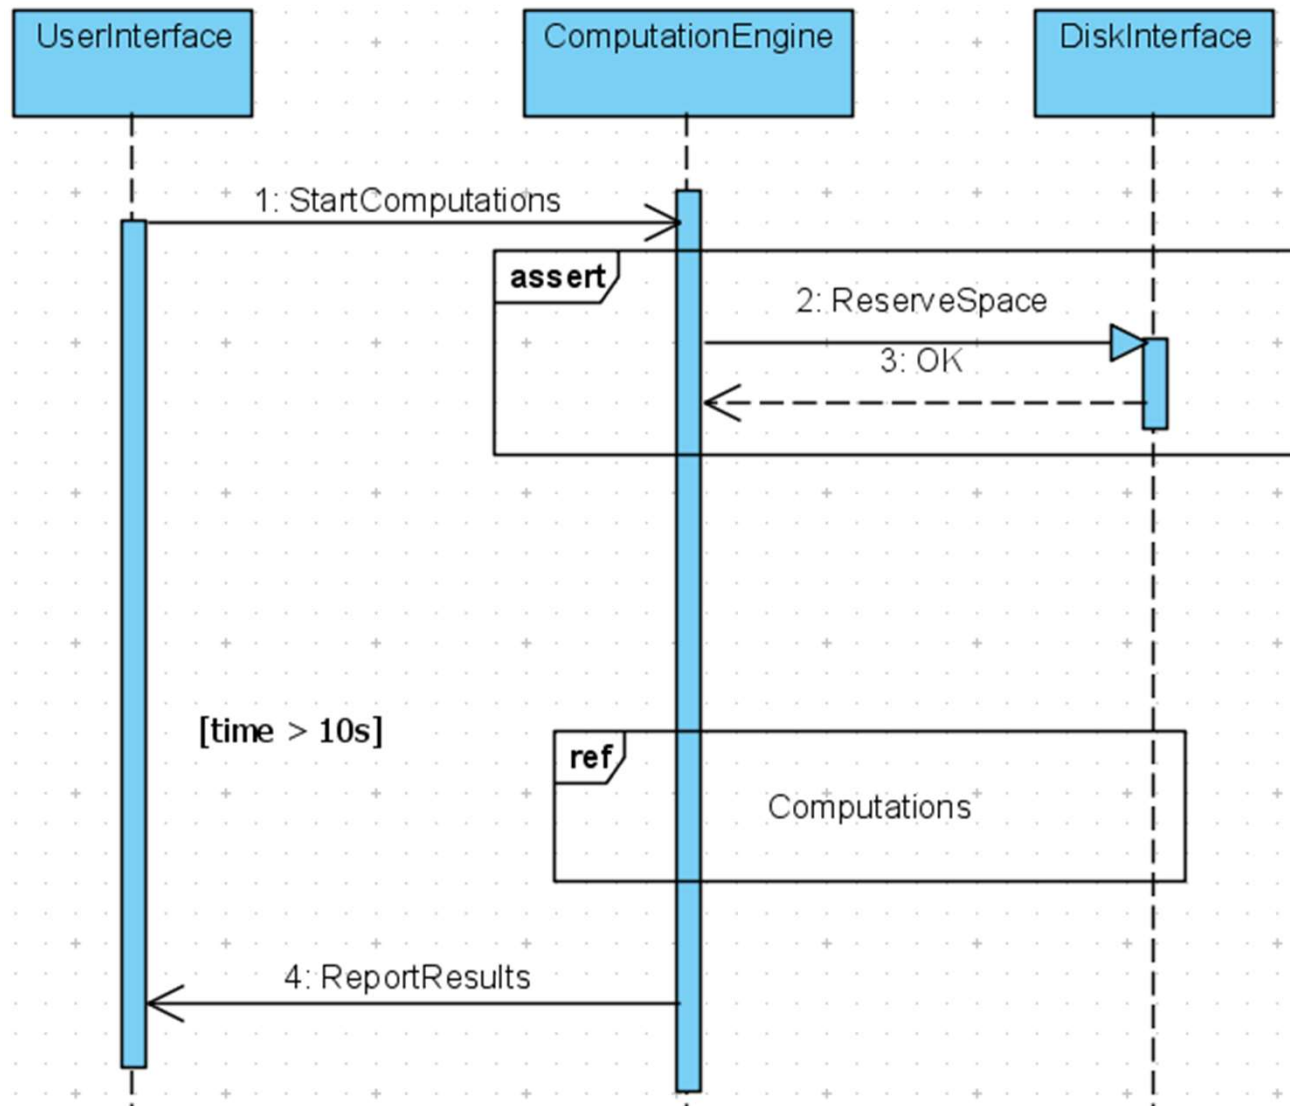 UserInterface
ComputationEngine
DiskInterface
1: StartComputations
assert
2: ReserveSpace
3: OK
[time > 10s]
ref
Computations
4: ReportResults